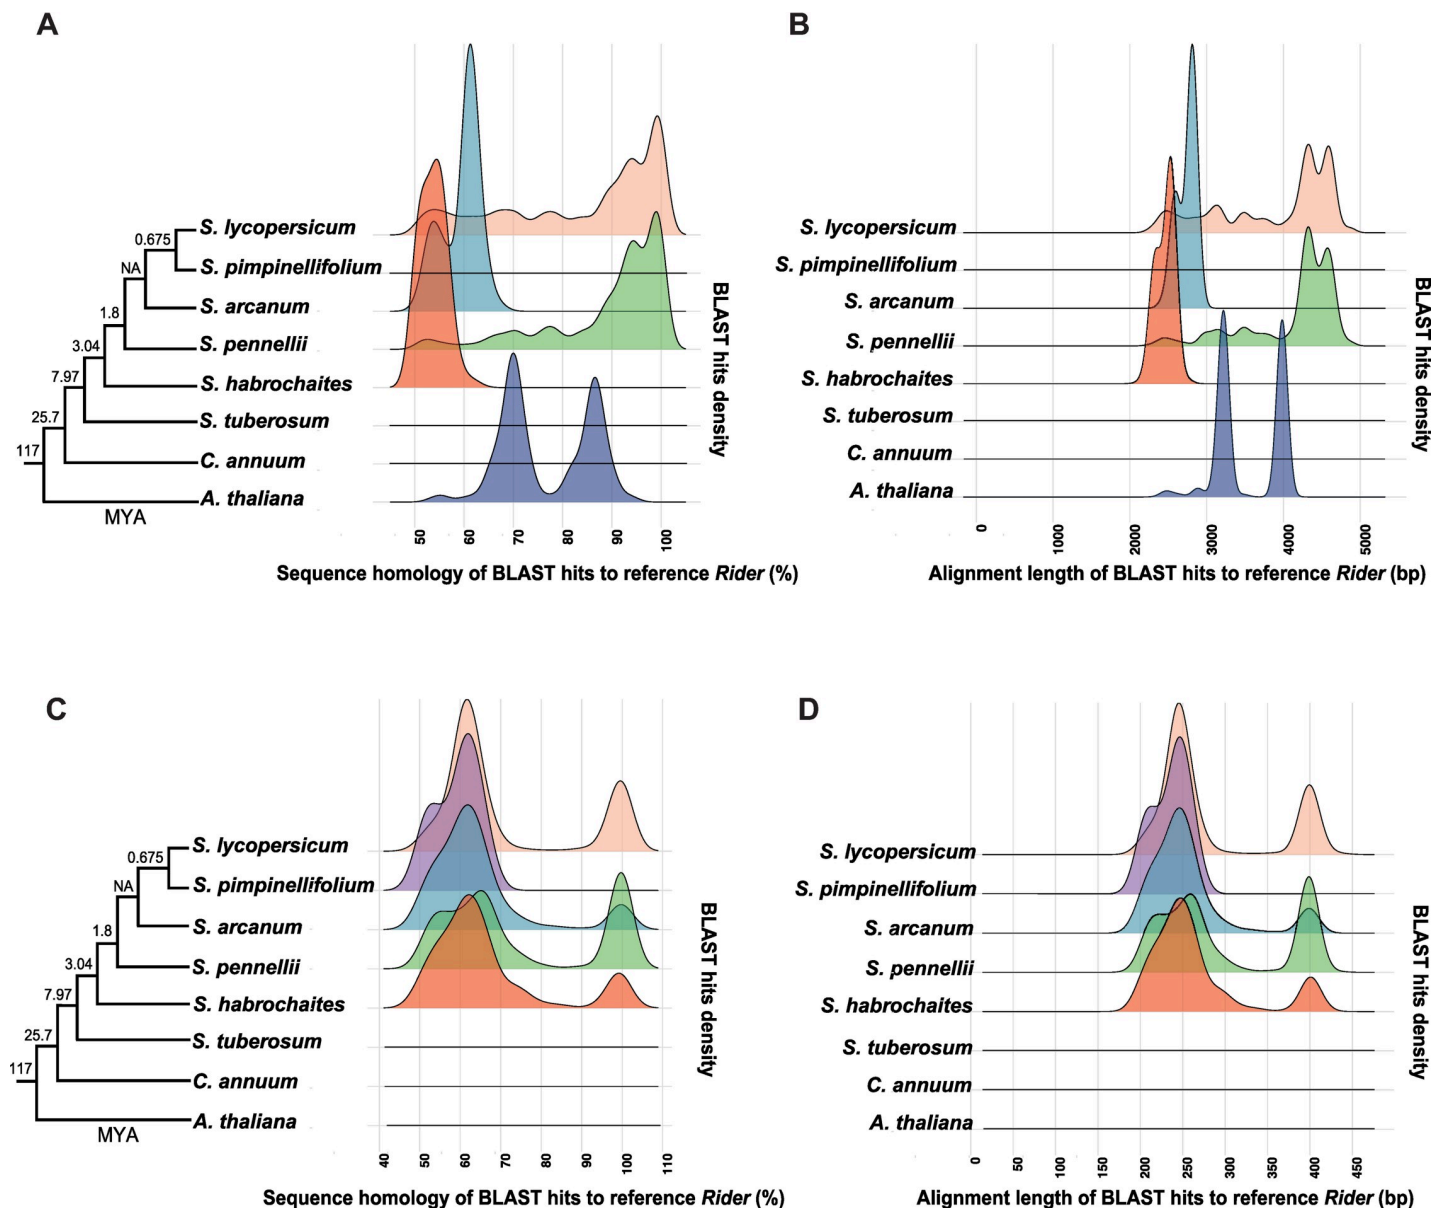 A
0.675
NA
1.8
3.04
7.97
25.7
117
MYA
S. lycopersicum
S. pimpinellifolium
S. arcanum
S. pennellii
S. habrochaites
S. tuberosum
C. annuum
A. thaliana
50 60 70 80 90 100
Sequence homology of BLAST hits to reference Rider (%)
BLAST hits density
B
S. lycopersicum
S. pimpinellifolium
S. arcanum
S. pennellii
S. habrochaites
S. tuberosum
C. annuum
A. thaliana
0 1000 2000 3000 4000 5000
Alignment length of BLAST hits to reference Rider (bp)
BLAST hits density
C
0.675
NA
1.8
3.04
7.97
25.7
117
MYA
S. lycopersicum
S. pimpinellifolium
S. arcanum
S. pennellii
S. habrochaites
S. tuberosum
C. annuum
A. thaliana
40 50 60 70 80 90 100 110
Sequence homology of BLAST hits to reference Rider (%)
BLAST hits density
D
S. lycopersicum
S. pimpinellifolium
S. arcanum
S. pennellii
S. habrochaites
S. tuberosum
C. annuum
A. thaliana
0 50 100 150 200 250 300 350 400 450
Alignment length of BLAST hits to reference Rider (bp)
BLAST hits density